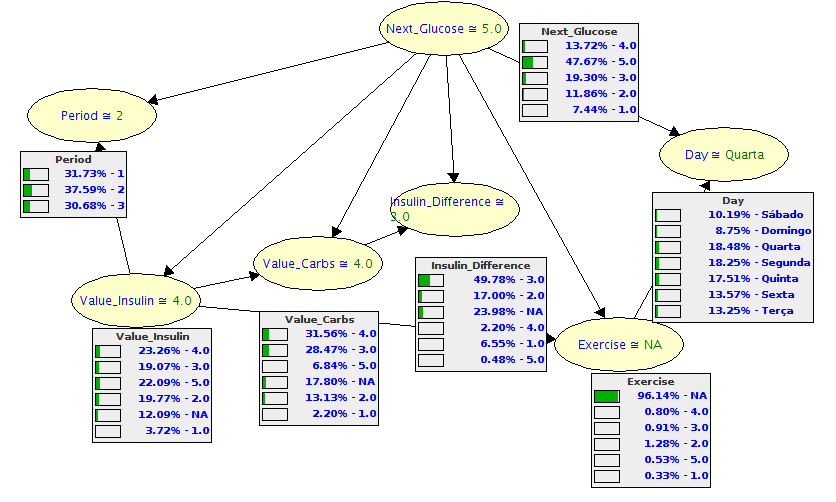 Next_Glucose ≅ 5.0
Next_Glucose
13.72% - 4.0
47.67% - 5.0
19.30% - 3.0
11.86% - 2.0
7.44% - 1.0
Period ≅ 2
Period
31.73% - 1
37.59% - 2
30.68% - 3
Day ≅ Quarta
Day
10.19% - Sábado
8.75% - Domingo
18.48% - Quarta
18.25% - Segunda
17.51% - Quinta
13.57% - Sexta
13.25% - Terça
Insulin_Difference ≅
3.0
Insulin_Difference
49.78% - 3.0
17.00% - 2.0
23.98% - NA
2.20% - 4.0
6.55% - 1.0
0.48% - 5.0
Value_Carbs ≅ 4.0
Value_Carbs
31.56% - 4.0
28.47% - 3.0
6.84% - 5.0
17.80% - NA
13.13% - 2.0
2.20% - 1.0
Value_Insulin ≅ 4.0
Value_Insulin
23.26% - 4.0
19.07% - 3.0
22.09% - 5.0
19.77% - 2.0
12.09% - NA
3.72% - 1.0
Exercise ≅ NA
Exercise
96.14% - NA
0.80% - 4.0
0.91% - 3.0
1.28% - 2.0
0.53% - 5.0
0.33% - 1.0